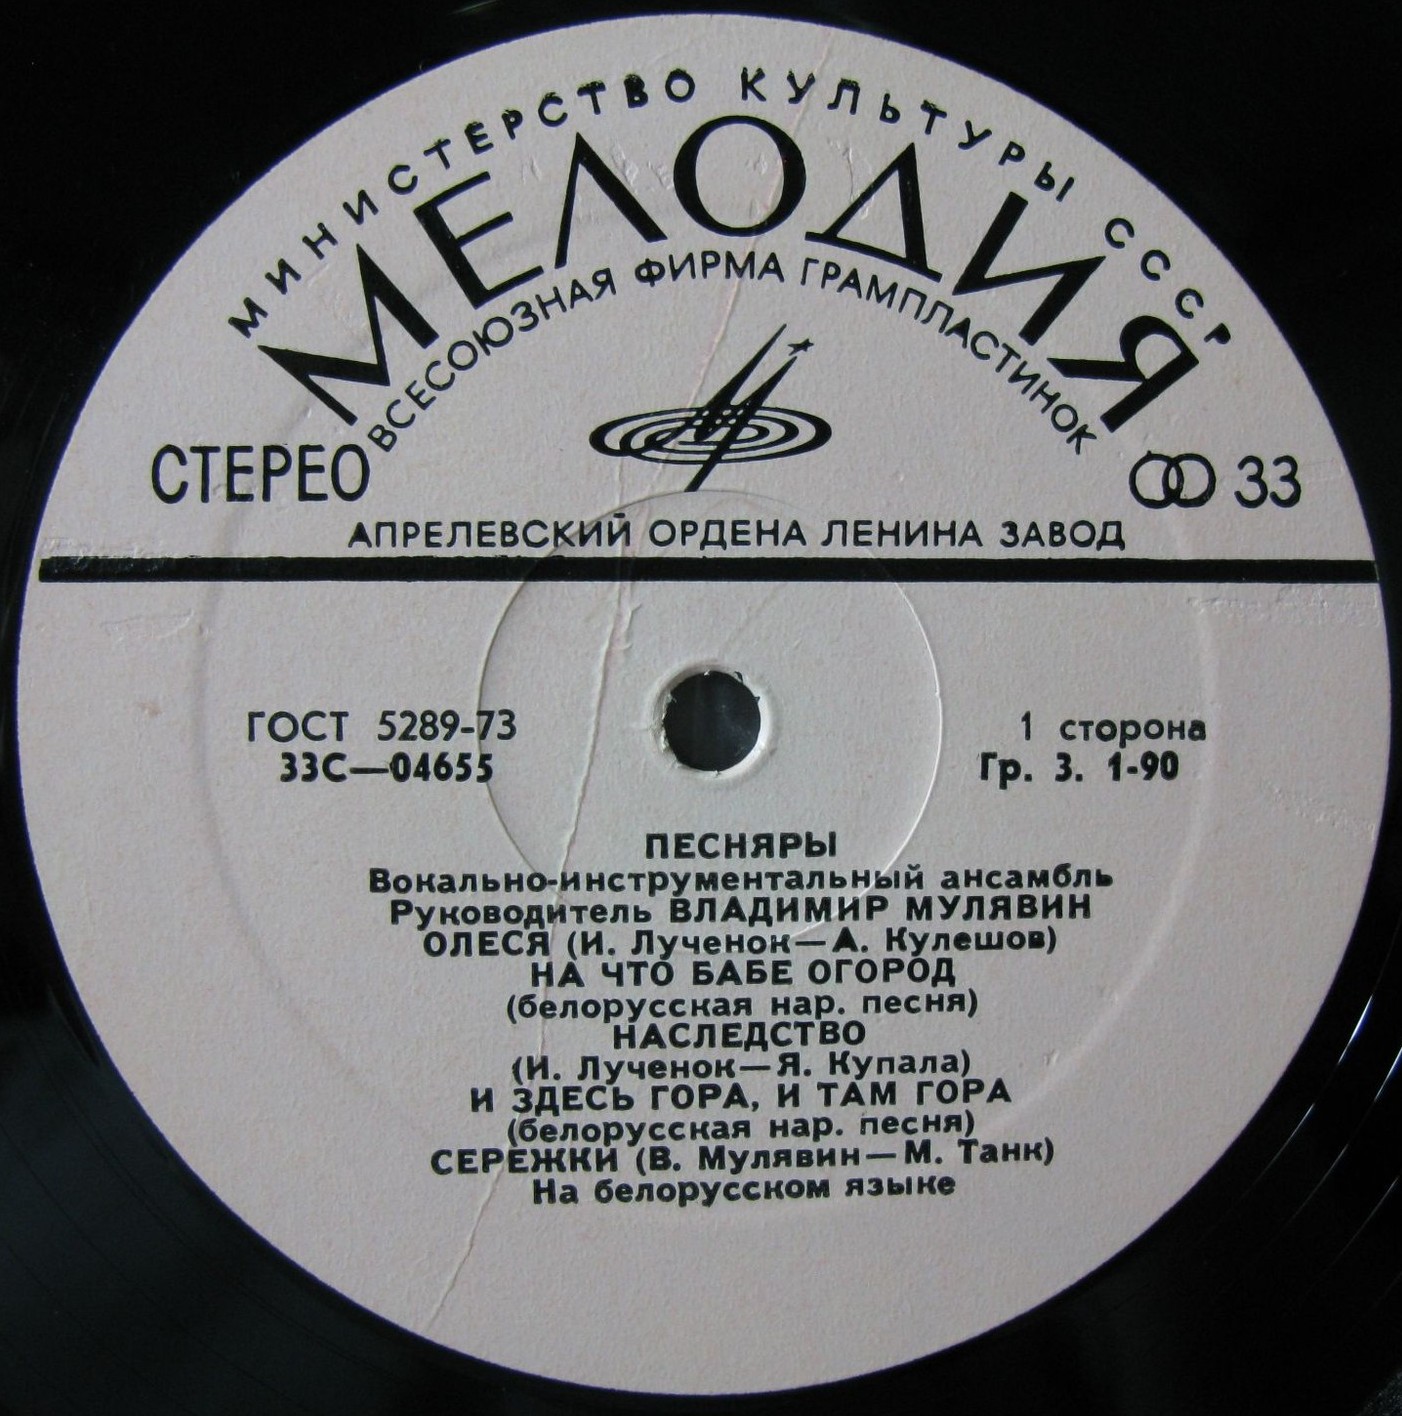 МИНИСТЕРСТВО КУЛЬТУРЫ СССР
МЕЛОДИЯ
ВСЕСОЮЗНАЯ ФИРМА ГРАМПЛАСТИНОК
СТЕРЕО
33
АПРЕЛЕВСКИЙ ОРДЕНА ЛЕНИНА ЗАВОД
ГОСТ 5289-73
33С—04655
1 сторона
Гр. 3. 1-90
ПЕСНЯРЫ
Вокально-инструментальный ансамбль
Руководитель ВЛАДИМИР МУЛЯВИН
ОЛЕСЯ (И. Лученок—А. Кулешов)
НА ЧТО БАБЕ ОГОРОД
(белорусская нар. песня)
НАСЛЕДСТВО
(И. Лученок—Я. Купала)
И ЗДЕСЬ ГОРА, И ТАМ ГОРА
(белорусская нар. песня)
СЕРЕЖКИ (В. Мулявин—М. Танк)
На белорусском языке